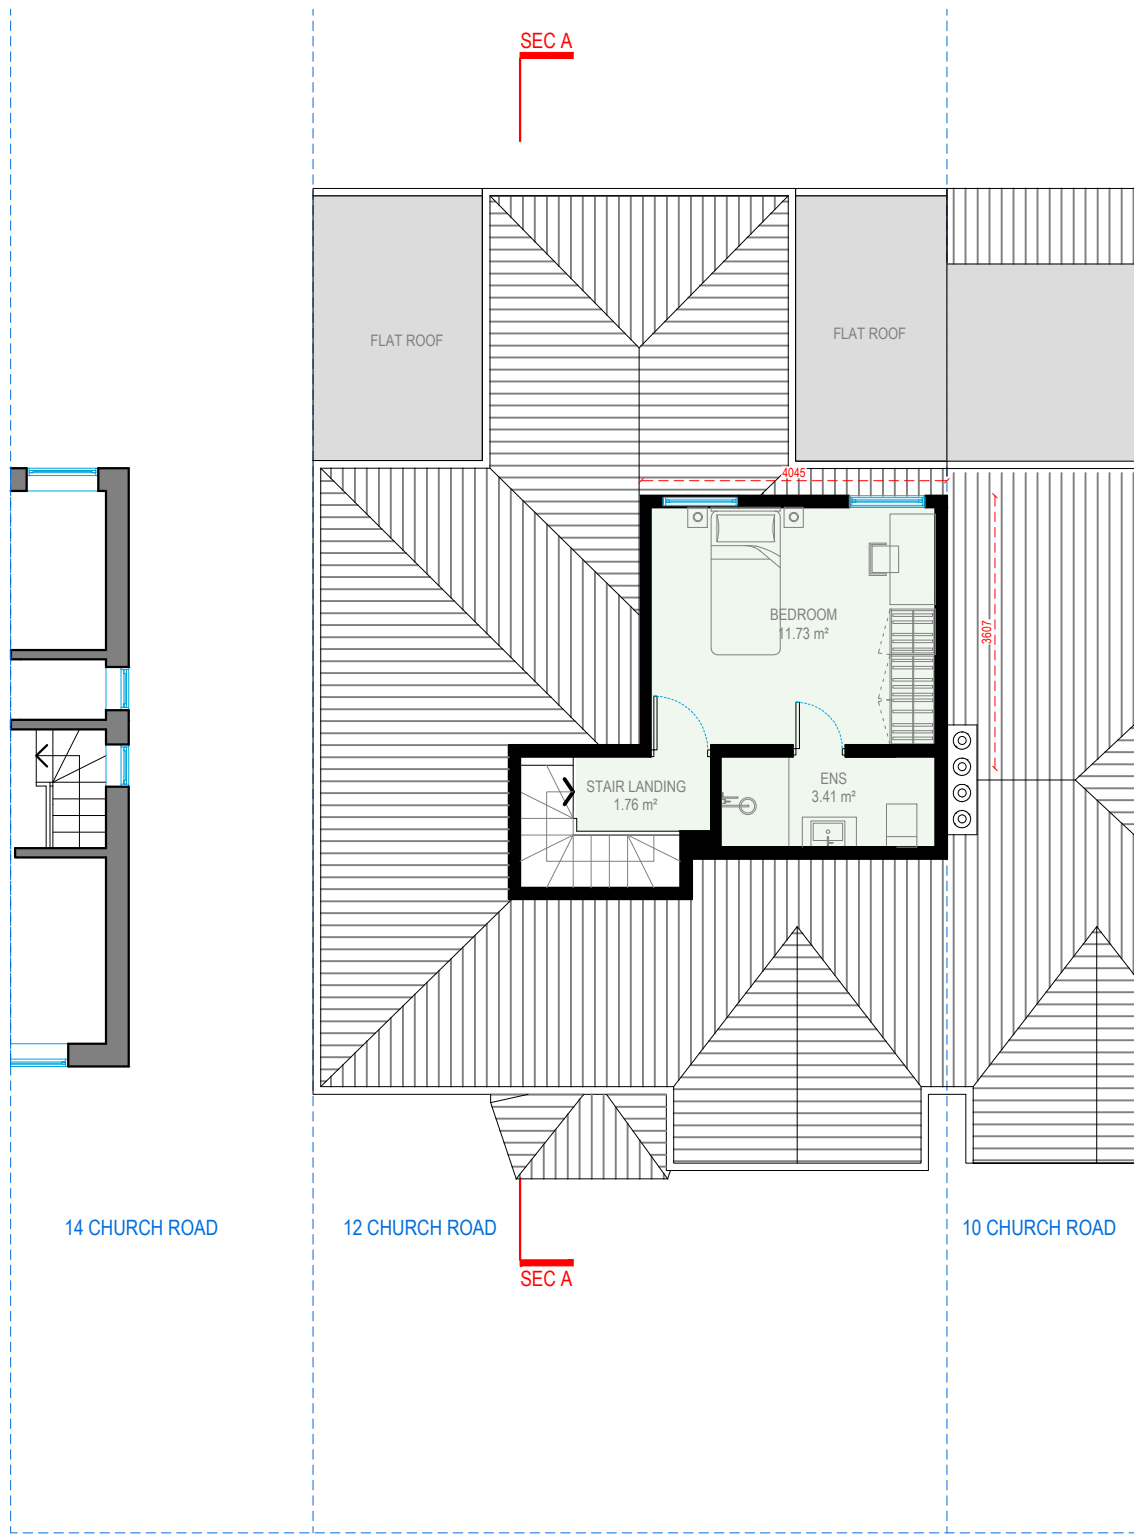 SEC A
FLAT ROOF
FLAT ROOF
4045
3607
BEDROOM
11.73 m²
STAIR LANDING
1.76 m²
ENS
3.41 m²
14 CHURCH ROAD
12 CHURCH ROAD
10 CHURCH ROAD
SEC A